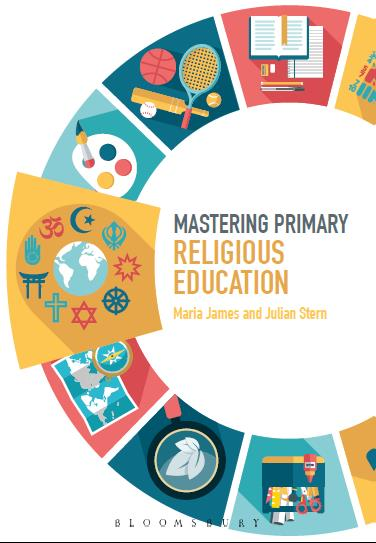 MASTERING PRIMARY
RELIGIOUS
EDUCATION
Maria James and Julian Stern
BLOOMSBURY